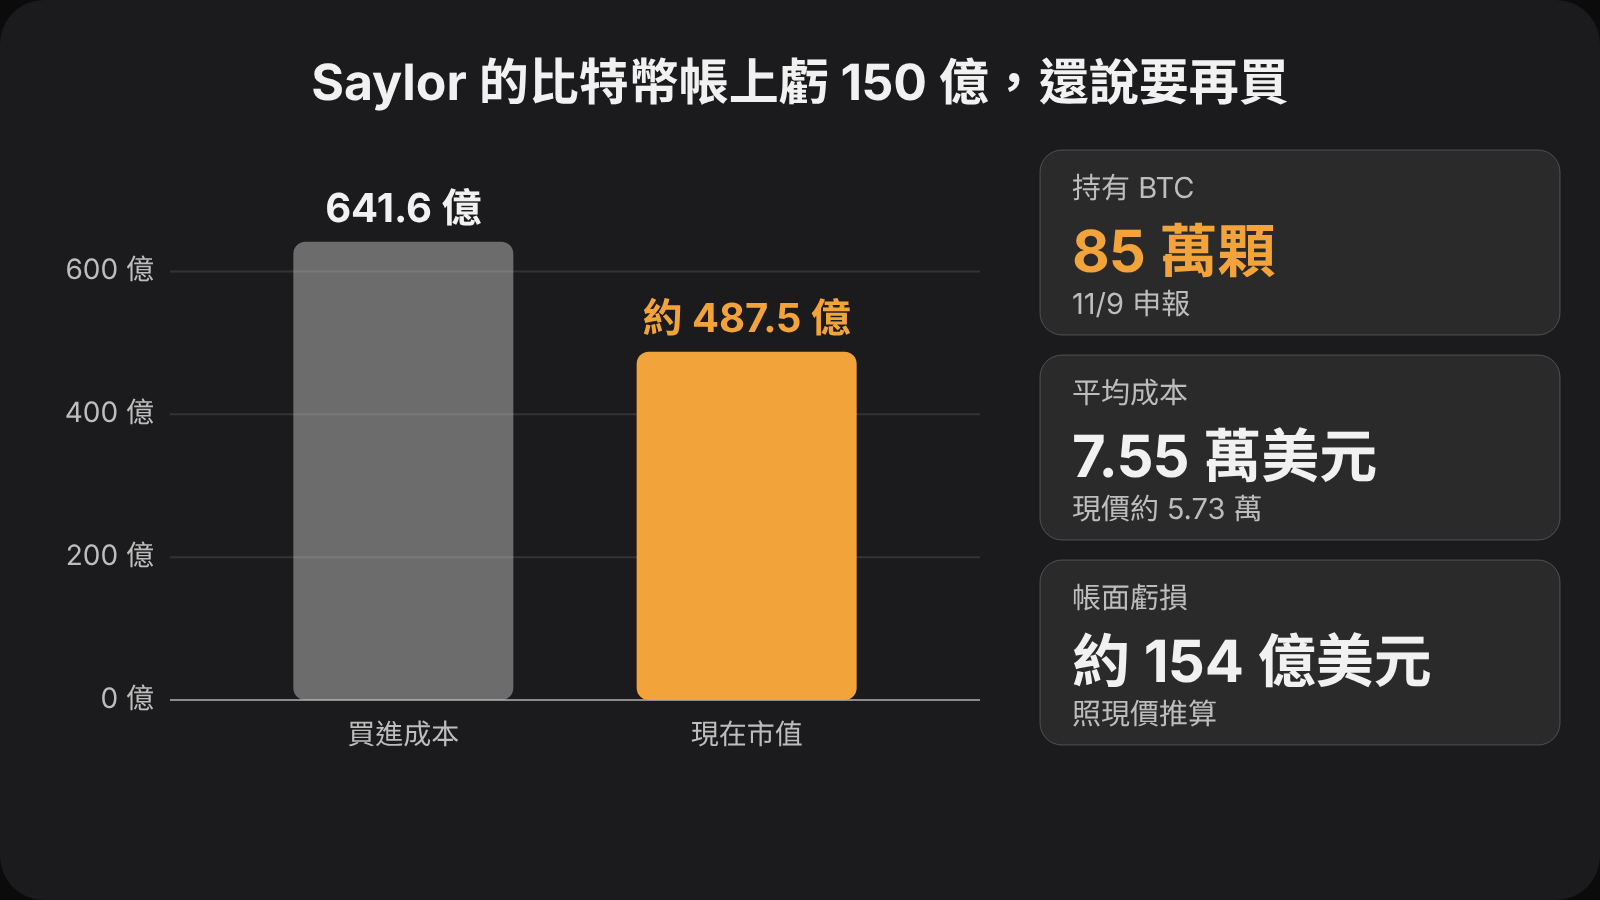 Saylor 的比特幣帳上虧 150 億，還說要再買
641.6 億
約 487.5 億
600 億
400 億
200 億
0 億
買進成本
現在市值
持有 BTC
85 萬顆
11/9 申報
平均成本
7.55 萬美元
現價約 5.73 萬
帳面虧損
約 154 億美元
照現價推算